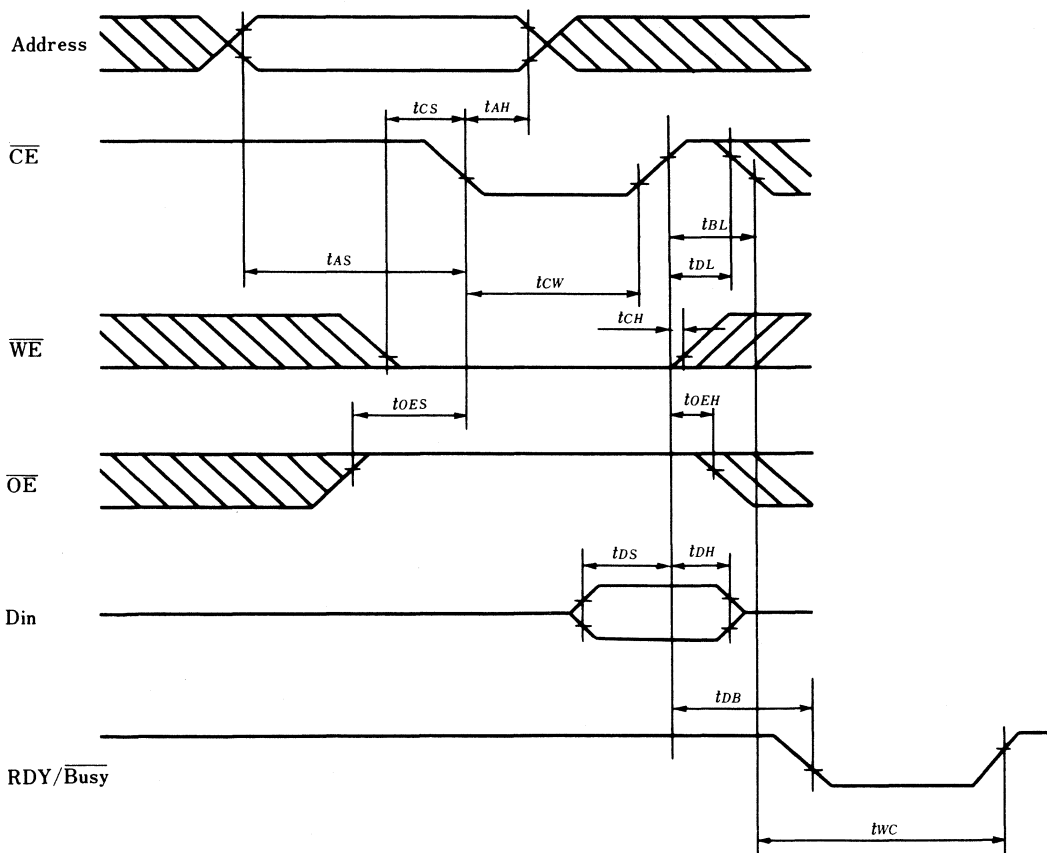 Address
tCS
tAH
CE
tBL
tAS
tDL
tCW
tCH
WE
tOES
tOEH
OE
tDS
tDH
Din
tDB
RDY/Busy
tWC